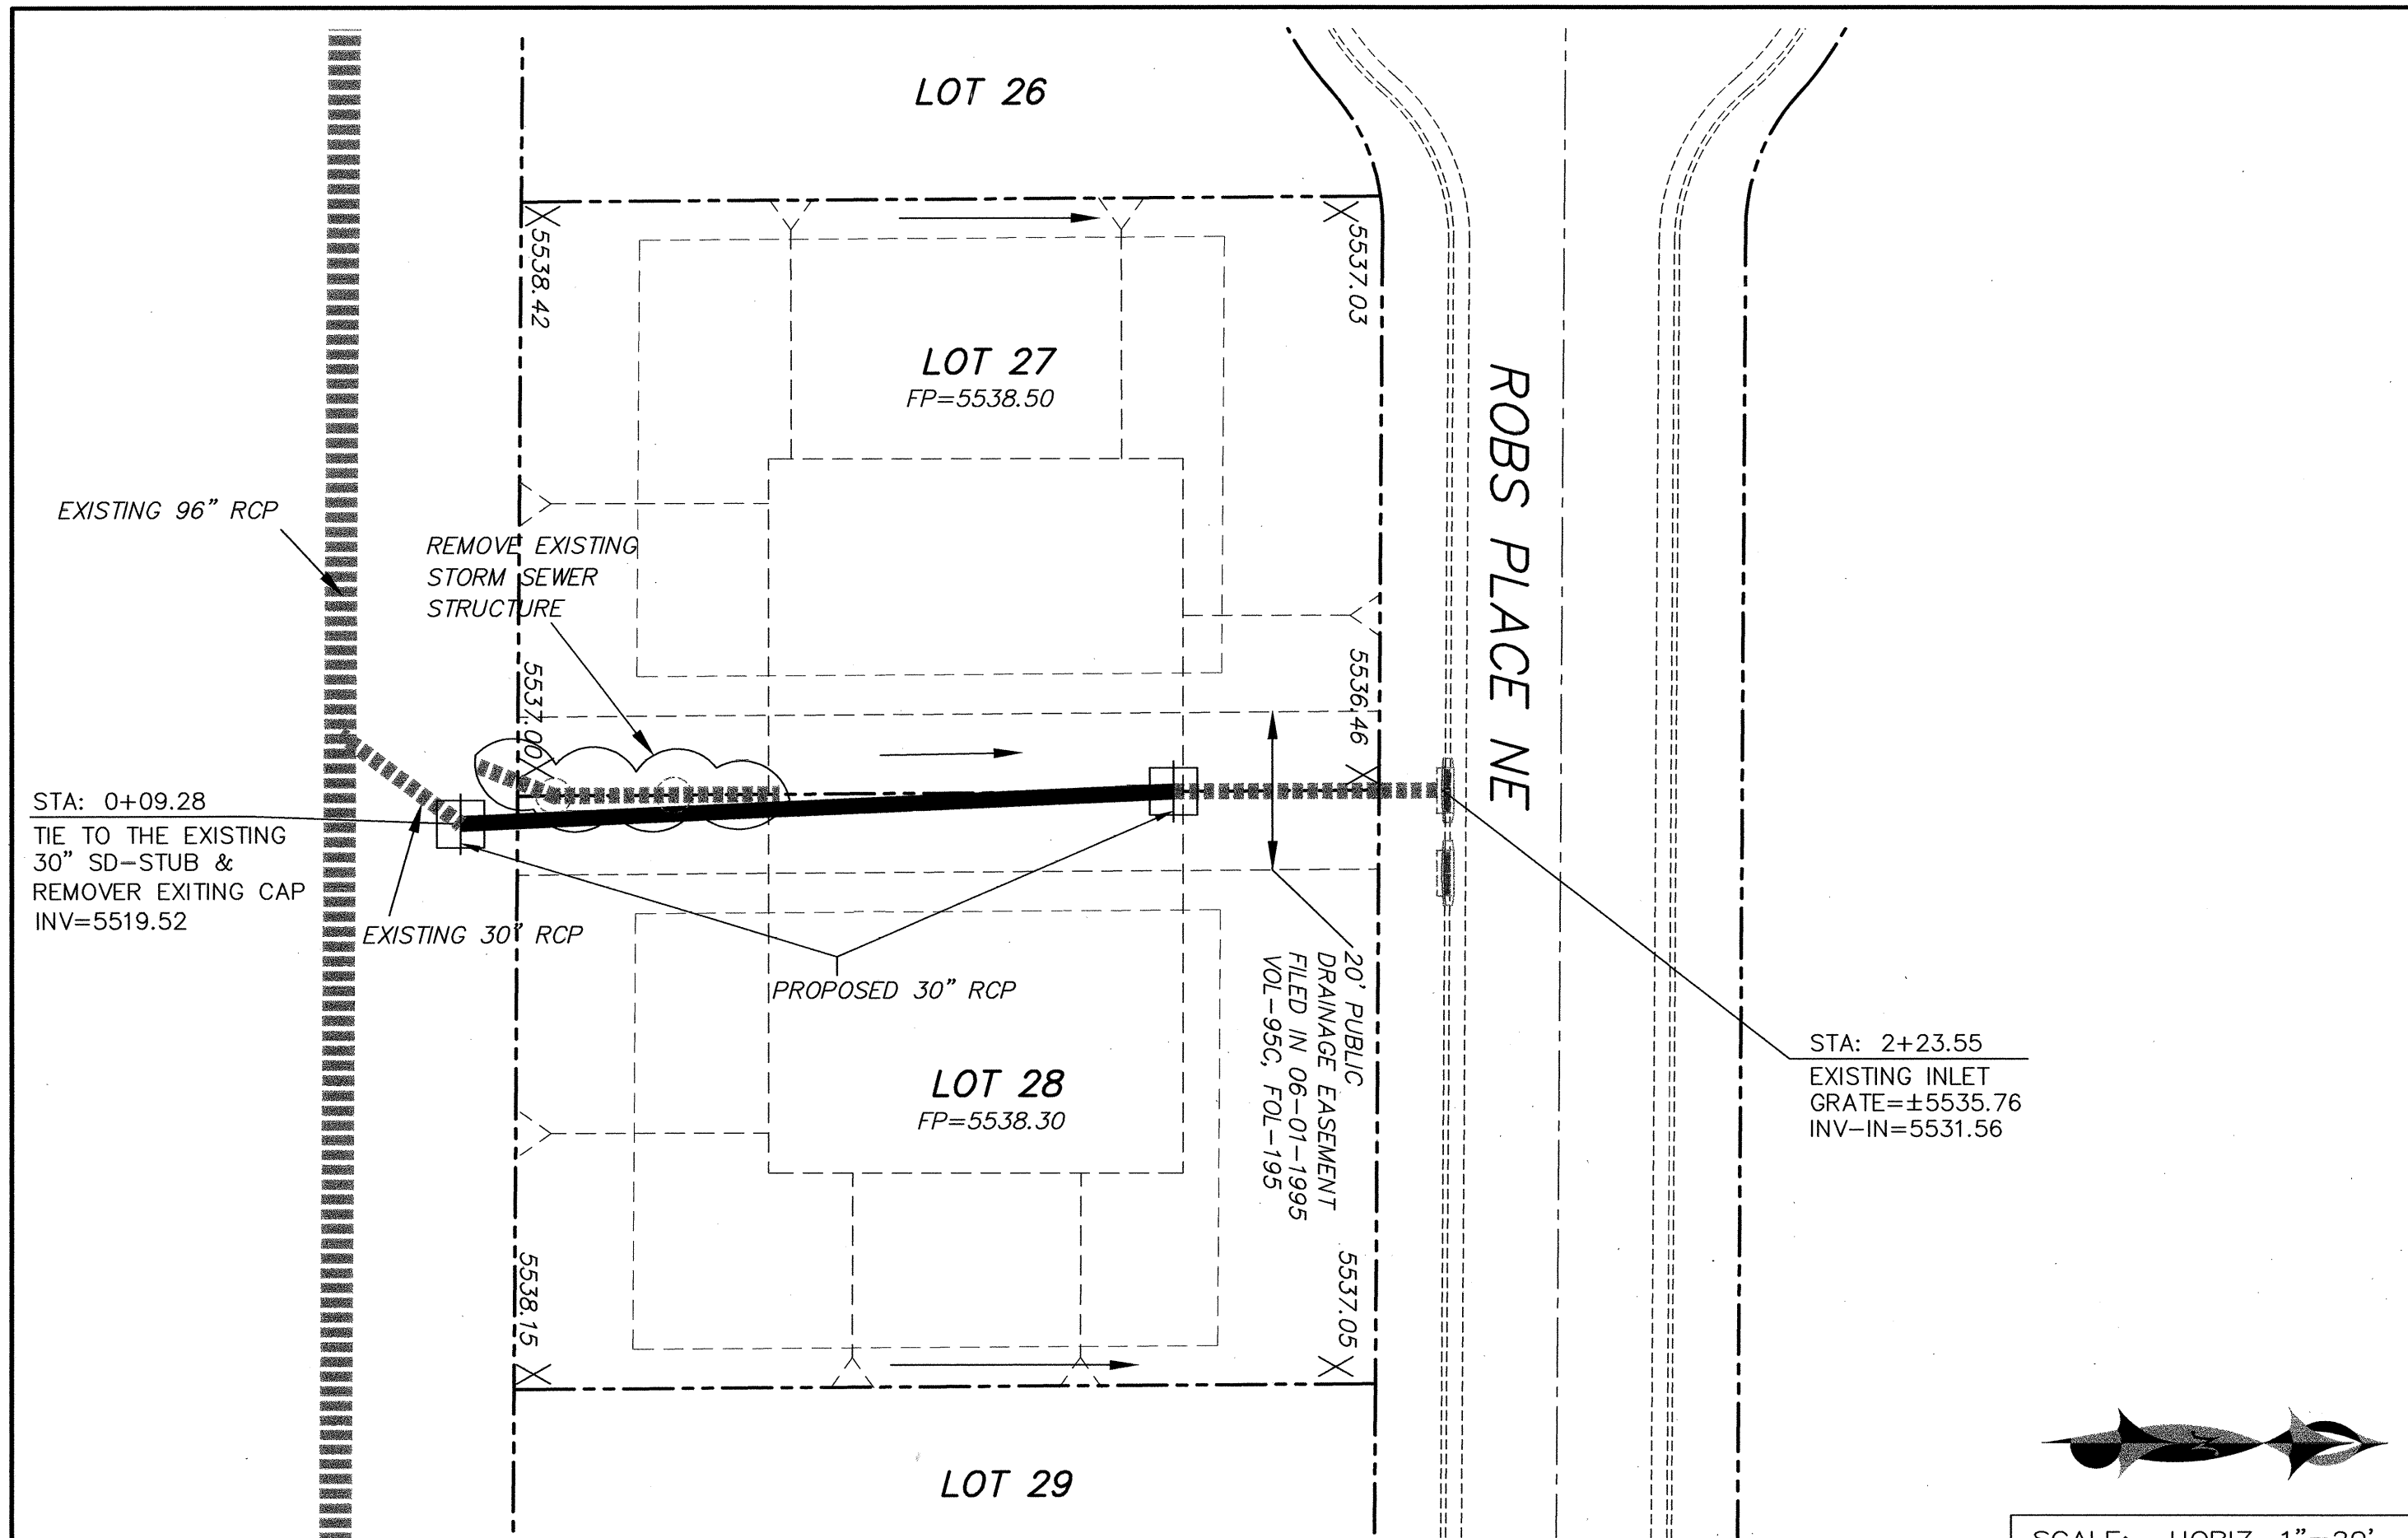 LOT 26
5538.42
5537.03
LOT 27
FP=5538.50
ROBS PLACE NE
EXISTING 96" RCP
REMOVE EXISTING
STORM SEWER
STRUCTURE
5537.00
5536.46
STA: 0+09.28
TIE TO THE EXISTING
30" SD-STUB &
REMOVER EXITING CAP
INV=5519.52
EXISTING 30" RCP
PROPOSED 30" RCP
20' PUBLIC
DRAINAGE EASEMENT
FILED IN 06-01-1995
VOL-95C, FOL-195
STA: 2+23.55
EXISTING INLET
GRATE=±5535.76
INV-IN=5531.56
LOT 28
FP=5538.30
5538.15
5537.05
LOT 29